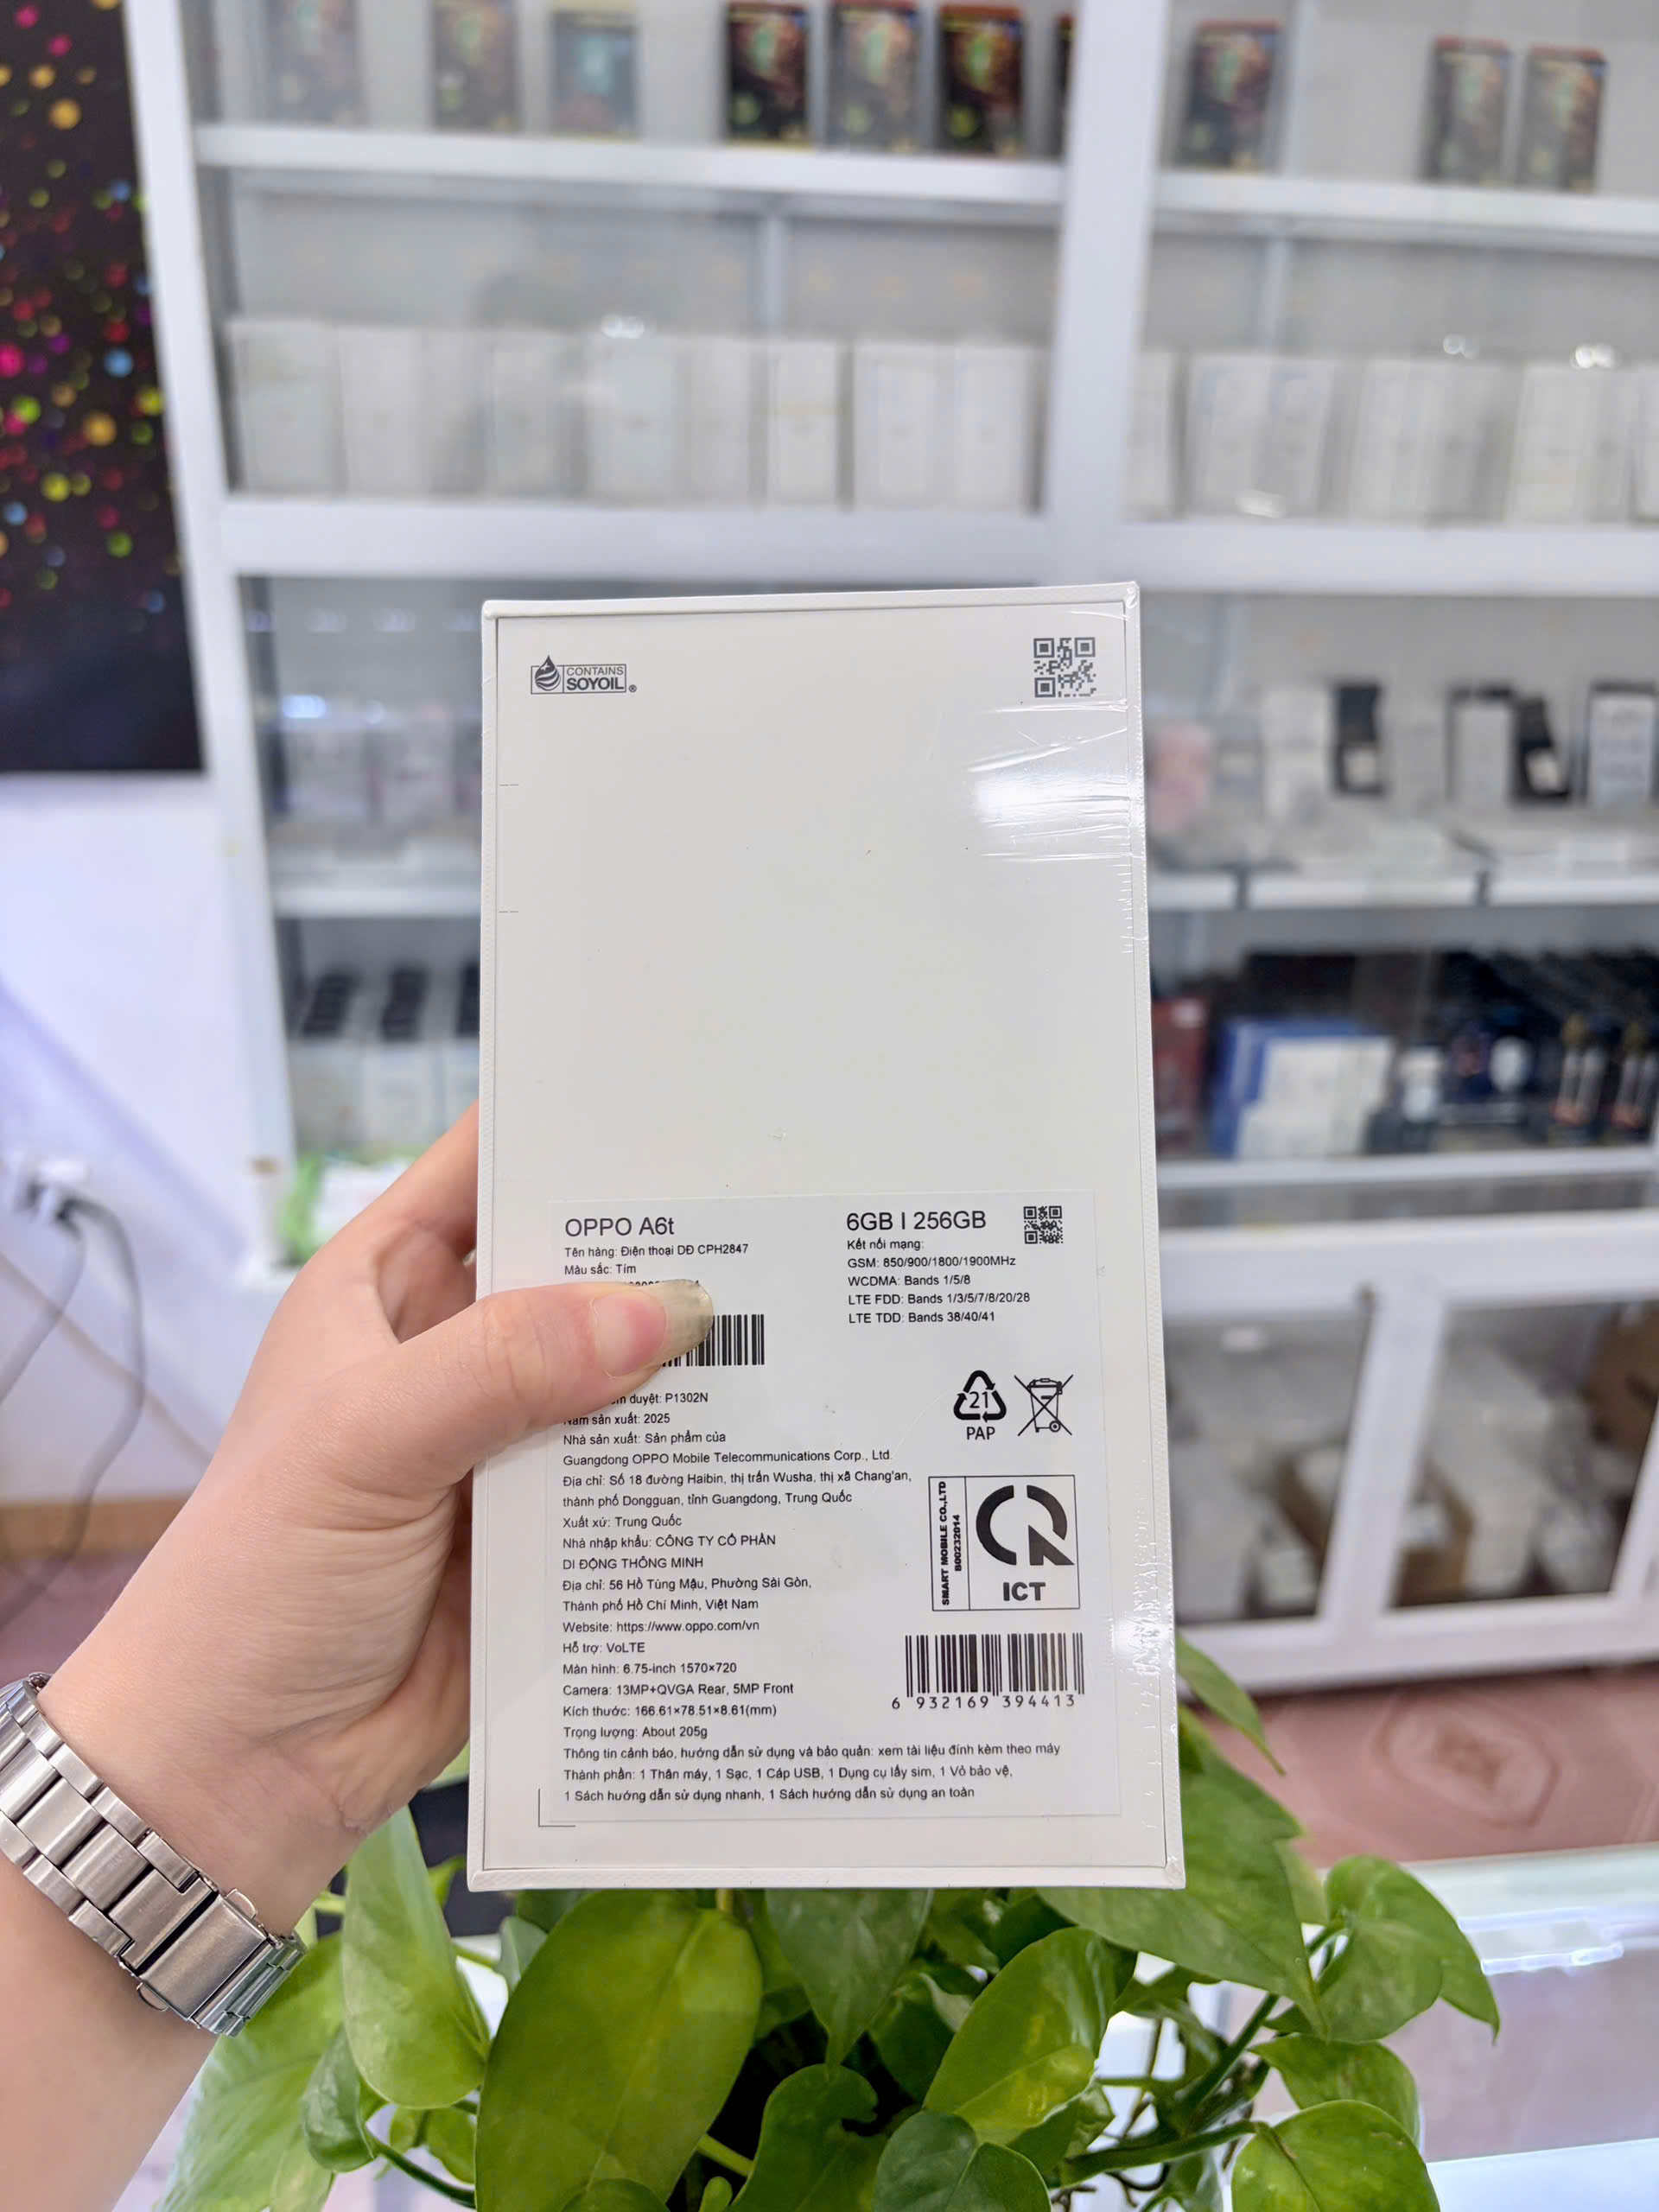 CONTAINS
SOYOIL®
OPPO A6t
Tên hàng: Điện thoại DĐ CPH2847
Màu sắc: Tím
6GB | 256GB
Kết nối mạng:
GSM: 850/900/1800/1900MHz
WCDMA: Bands 1/5/8
LTE FDD: Bands 1/3/5/7/8/20/28
LTE TDD: Bands 38/40/41
duyệt: P1302N
Năm sản xuất: 2025
Nhà sản xuất: Sản phẩm của
Guangdong OPPO Mobile Telecommunications Corp., Ltd.
Địa chỉ: Số 18 đường Haibin, thị trấn Wusha, thị xã Chang'an,
thành phố Dongguan, tỉnh Guangdong, Trung Quốc
Xuất xứ: Trung Quốc
Nhà nhập khẩu: CÔNG TY CỔ PHẦN
DI ĐỘNG THÔNG MINH
Địa chỉ: 56 Hồ Tùng Mậu, Phường Sài Gòn,
Thành phố Hồ Chí Minh, Việt Nam
Website: https://www.oppo.com/vn
Hỗ trợ: VoLTE
Màn hình: 6.75-inch 1570×720
Camera: 13MP+QVGA Rear, 5MP Front
Kích thước: 166.61×78.51×8.61(mm)
Trọng lượng: About 205g
Thông tin cảnh báo, hướng dẫn sử dụng và bảo quản: xem tài liệu đính kèm theo máy
Thành phần: 1 Thân máy, 1 Sạc, 1 Cáp USB, 1 Dụng cụ lấy sim, 1 Vỏ bảo vệ,
1 Sách hướng dẫn sử dụng nhanh, 1 Sách hướng dẫn sử dụng an toàn
21
PAP
SMART MOBILE CO.,LTD
B00232014
ICT
6 932169 394413